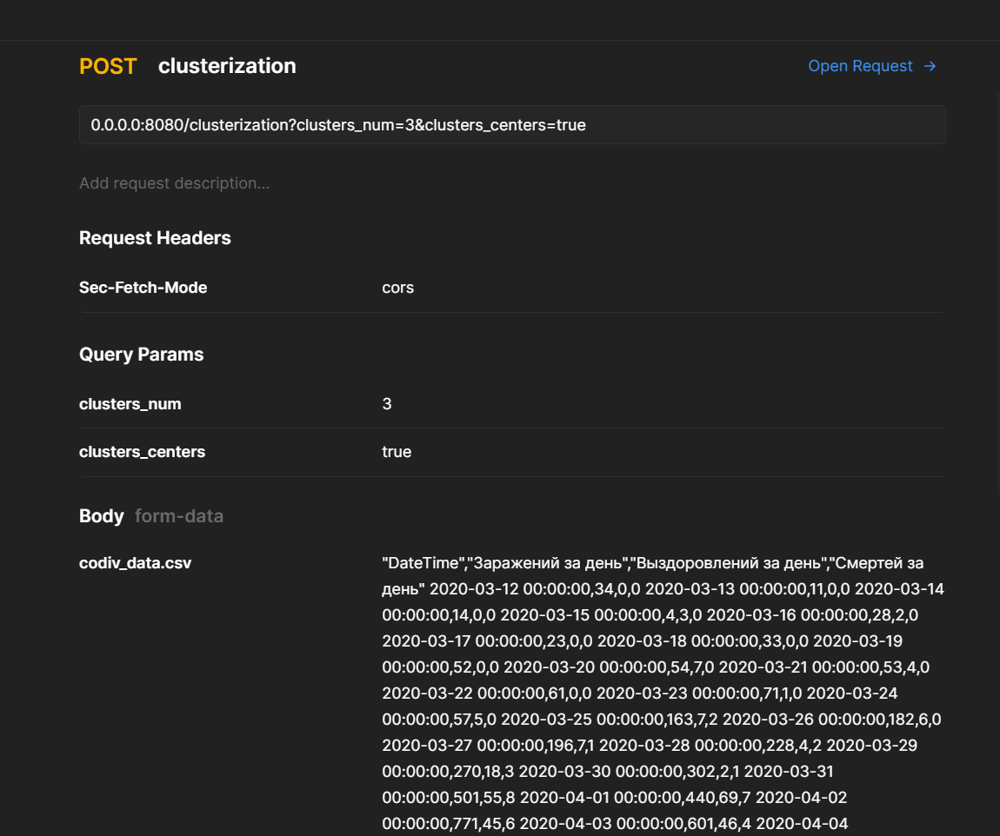 POST clusterization Open Request →
0.0.0.0:8080/clusterization?clusters_num=3&clusters_centers=true
Add request description...
Request Headers
Sec-Fetch-Mode cors
Query Params
clusters_num 3
clusters_centers true
Body form-data
codiv_data.csv "DateTime","Заражений за день","Выздоровлений за день","Смертей за
день" 2020-03-12 00:00:00,34,0,0 2020-03-13 00:00:00,11,0,0 2020-03-14
00:00:00,14,0,0 2020-03-15 00:00:00,4,3,0 2020-03-16 00:00:00,28,2,0
2020-03-17 00:00:00,23,0,0 2020-03-18 00:00:00,33,0,0 2020-03-19
00:00:00,52,0,0 2020-03-20 00:00:00,54,7,0 2020-03-21 00:00:00,53,4,0
2020-03-22 00:00:00,61,0,0 2020-03-23 00:00:00,71,1,0 2020-03-24
00:00:00,57,5,0 2020-03-25 00:00:00,163,7,2 2020-03-26 00:00:00,182,6,0
2020-03-27 00:00:00,196,7,1 2020-03-28 00:00:00,228,4,2 2020-03-29
00:00:00,270,18,3 2020-03-30 00:00:00,302,2,1 2020-03-31
00:00:00,501,55,8 2020-04-01 00:00:00,440,69,7 2020-04-02
00:00:00,771,45,6 2020-04-03 00:00:00,601,46,4 2020-04-04